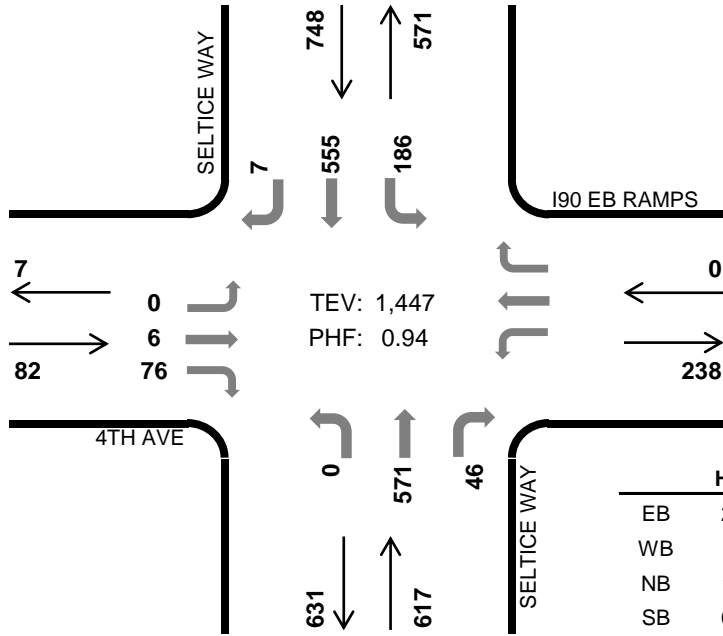 748
571
SELTICE WAY
7
555
186
I90 EB RAMPS
7
0
0
TEV: 1,447
6
PHF: 0.94
82
76
238
4TH AVE
0
571
46
SELTICE WAY
631
617
EB
WB
NB
SB